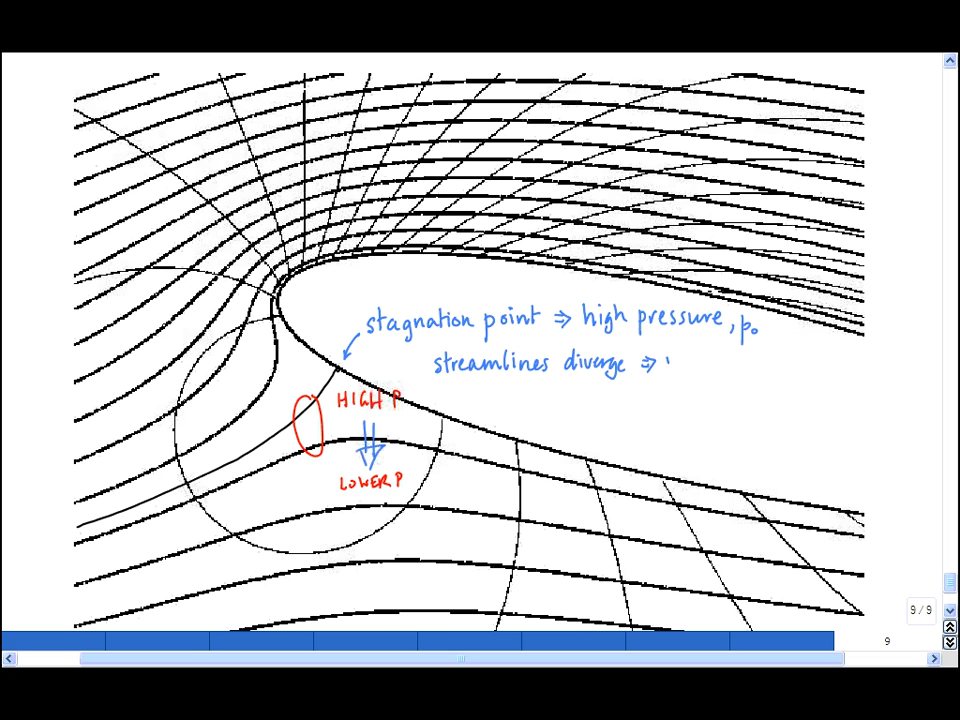 stagnation point ⇒ high pressure, p₀
streamlines diverge ⇒
HIGH P
LOWER P
9 / 9
9